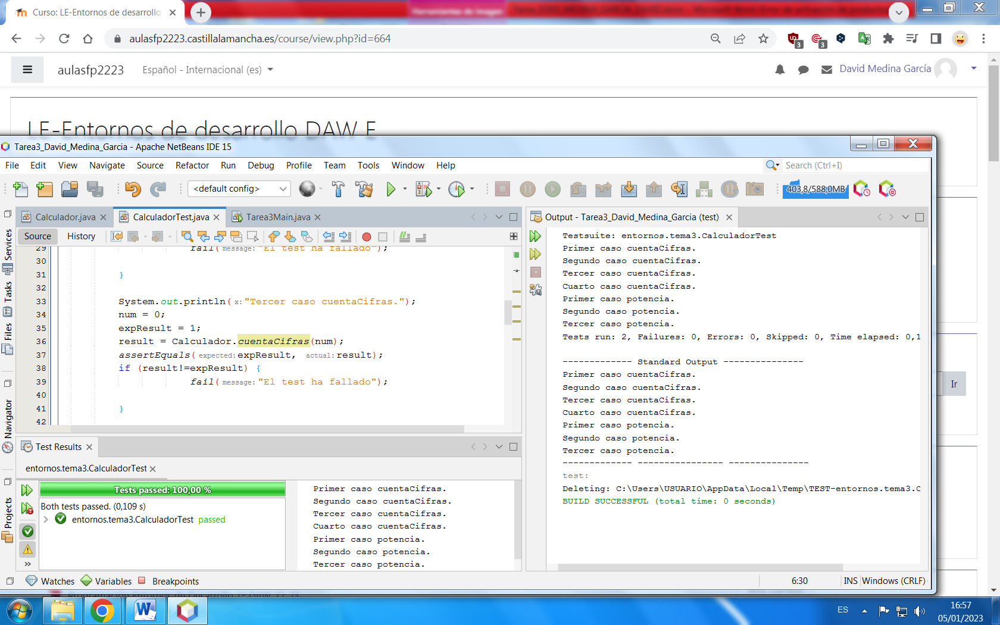 Curso: LE-Entornos de desarrollo
Herramientas de imagen
aulasfp2223.castillalamancha.es/course/view.php?id=664
3
3
aulasfp2223
Español - Internacional (es)
David Medina García
LE-Entornos de desarrollo DAW E
Tarea3_David_Medina_Garcia - Apache NetBeans IDE 15
File Edit View Navigate Source Refactor Run Debug Profile Team Tools Window Help
Search (Ctrl+I)
<default config>
403,8/588,0MB
Calculador.java
CalculadorTest.java
Tarea3Main.java
Source
History
29 fail(message:"El test ha fallado");
30
31 }
32
33 System.out.println(x:"Tercer caso cuentaCifras.");
34 num = 0;
35 expResult = 1;
36 result = Calculador.cuentaCifras(num);
37 assertEquals(expected:expResult, actual:result);
38 if (result!=expResult) {
39 fail(message:"El test ha fallado");
40
41 }
42
Services
Tasks
Files
Navigator
Projects
Output - Tarea3_David_Medina_Garcia (test)
Testsuite: entornos.tema3.CalculadorTest
Primer caso cuentaCifras.
Segundo caso cuentaCifras.
Tercer caso cuentaCifras.
Cuarto caso cuentaCifras.
Primer caso potencia.
Segundo caso potencia.
Tercer caso potencia.
Tests run: 2, Failures: 0, Errors: 0, Skipped: 0, Time elapsed: 0,1
------------- Standard Output ---------------
Primer caso cuentaCifras.
Segundo caso cuentaCifras.
Tercer caso cuentaCifras.
Cuarto caso cuentaCifras.
Primer caso potencia.
Segundo caso potencia.
Tercer caso potencia.
------------- ---------------- ---------------
test:
Deleting: C:\Users\USUARIO\AppData\Local\Temp\TEST-entornos.tema3.C
BUILD SUCCESSFUL (total time: 0 seconds)
Ir
Test Results
entornos.tema3.CalculadorTest
Tests passed: 100,00 %
Both tests passed. (0,109 s)
entornos.tema3.CalculadorTest passed
Primer caso cuentaCifras.
Segundo caso cuentaCifras.
Tercer caso cuentaCifras.
Cuarto caso cuentaCifras.
Primer caso potencia.
Segundo caso potencia.
Tercer caso potencia.
Watches
Variables
Breakpoints
6:30
INS
Windows (CRLF)
ES
16:57
05/01/2023